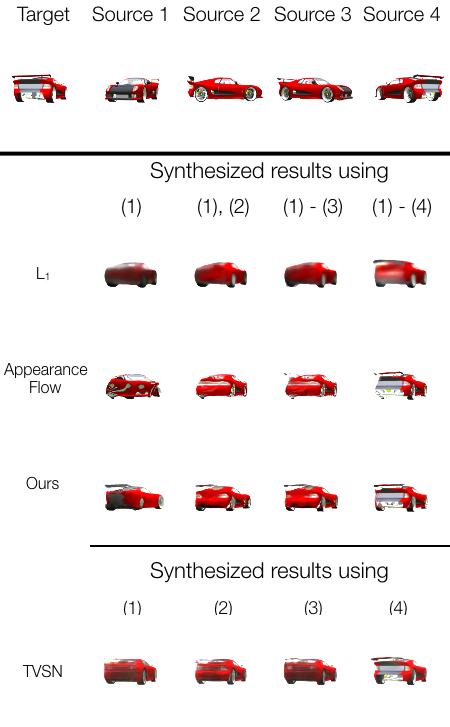 Target Source 1 Source 2 Source 3 Source 4
Synthesized results using
(1) (1), (2) (1) - (3) (1) - (4)
L₁
Appearance
Flow
Ours
Synthesized results using
(1) (2) (3) (4)
TVSN